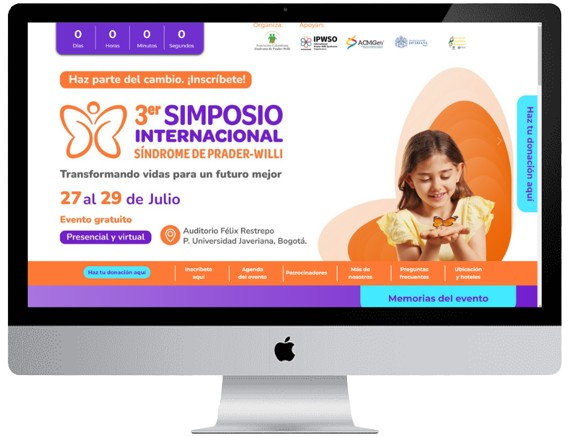 0 0 0 0
Días Horas Minutos Segundos
Organiza: Apoyan:
IPWSO
ACMGen
Haz parte del cambio. ¡Inscríbete!
3er SIMPOSIO
INTERNACIONAL
SÍNDROME DE PRADER-WILLI
Transformando vidas para un futuro mejor
27 al 29 de Julio
Evento gratuito
Presencial y virtual
Auditorio Félix Restrepo
P. Universidad Javeriana, Bogotá.
Haz tu donación aquí
Haz tu donación aquí
Inscríbete
aquí
Agenda
del evento
Patrocinadores
Más de
nosotros
Preguntas
frecuentes
Ubicación
y hoteles
Memorias del evento